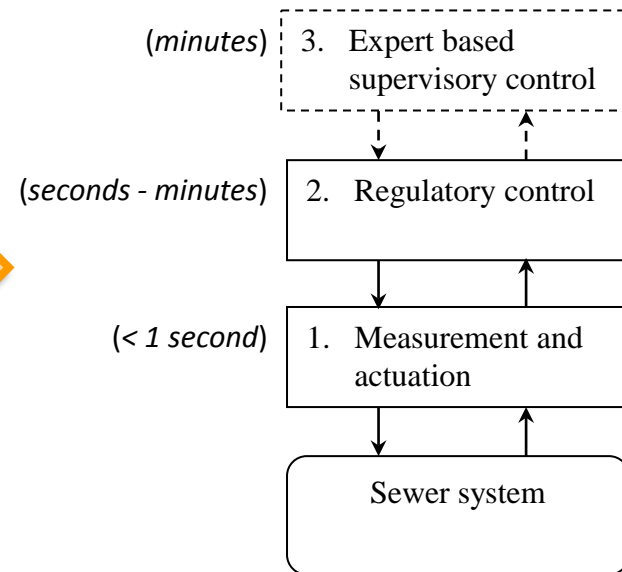 (minutes) 3. Expert based
supervisory control
(seconds - minutes) 2. Regulatory control
(< 1 second) 1. Measurement and
actuation
Sewer system